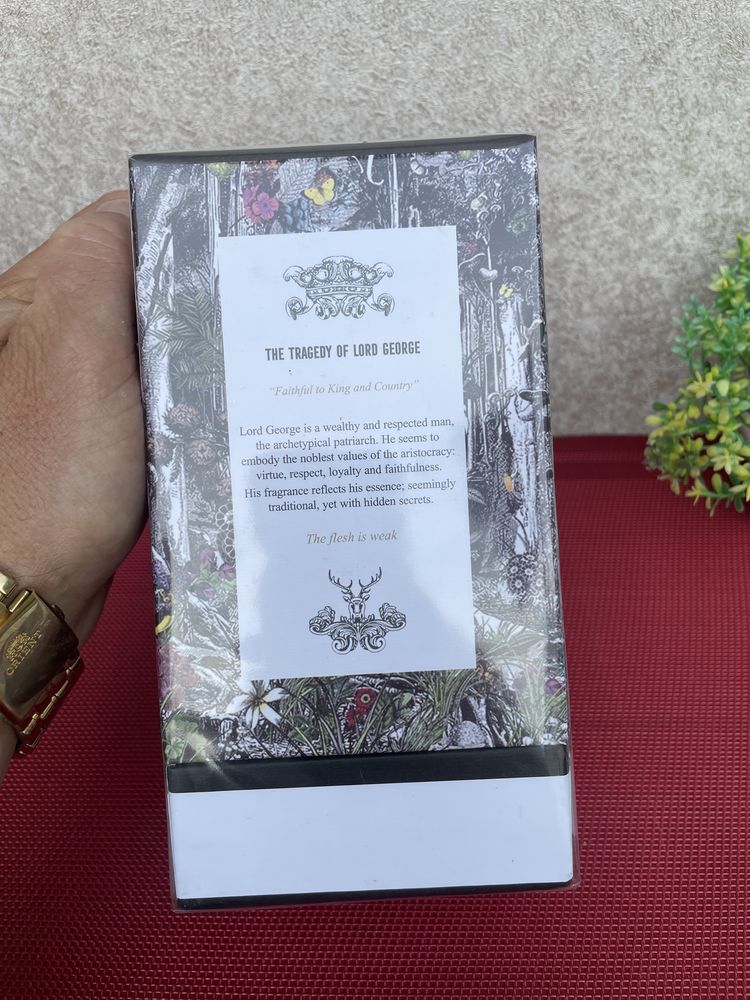 THE TRAGEDY OF LORD GEORGE
“Faithful to King and Country”
Lord George is a wealthy and respected man,
the archetypical patriarch. He seems to
embody the noblest values of the aristocracy:
virtue, respect, loyalty and faithfulness.
His fragrance reflects his essence; seemingly
traditional, yet with hidden secrets.
The flesh is weak